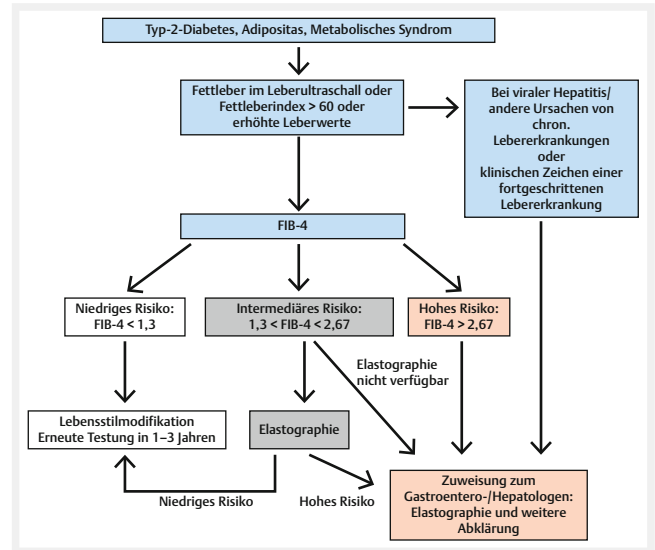 Typ-2-Diabetes, Adipositas, Metabolisches Syndrom
Fettleber im Leberultraschall oder
Fettleberindex > 60 oder
erhöhte Leberwerte
Bei viraler Hepatitis/
andere Ursachen von
chron.
Lebererkrankungen
oder
klinischen Zeichen einer
fortgeschrittenen
Lebererkrankung
FIB-4
Niedriges Risiko:
FIB-4 < 1,3
Intermediäres Risiko:
1,3 < FIB-4 < 2,67
Hohes Risiko:
FIB-4 > 2,67
Elastographie
nicht verfügbar
Lebensstilmodifikation
Erneute Testung in 1–3 Jahren
Elastographie
Niedriges Risiko
Hohes Risiko
Zuweisung zum
Gastroentero-/Hepatologen:
Elastographie und weitere
Abklärung